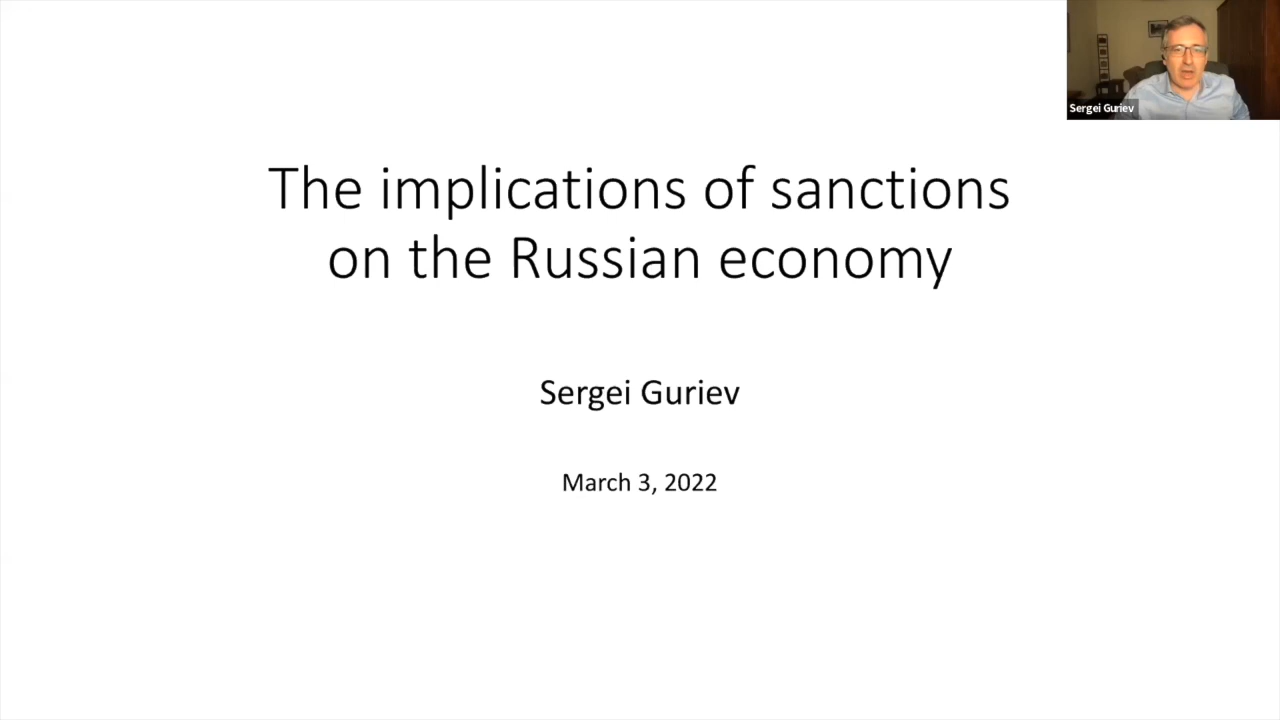 Sergei Guriev
The implications of sanctions
on the Russian economy
Sergei Guriev
March 3, 2022